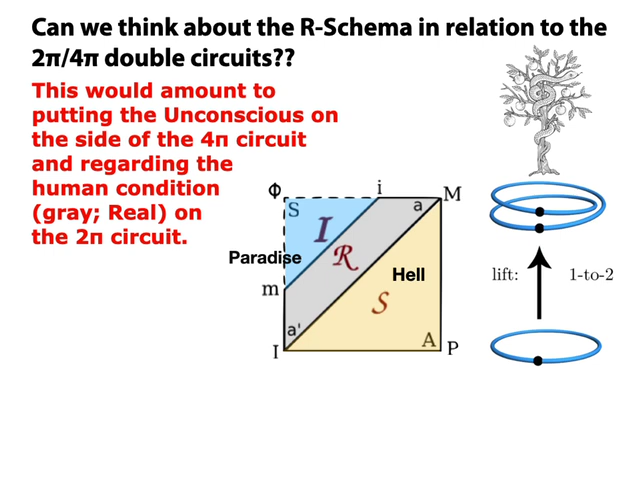 Can we think about the R-Schema in relation to the
2π/4π double circuits??
This would amount to
putting the Unconscious on
the side of the 4π circuit
and regarding the
human condition
(gray; Real) on
the 2π circuit.
Φ
i
M
S
a
I
R
Paradise
Hell
m
S
a'
A
I
P
lift:
1-to-2